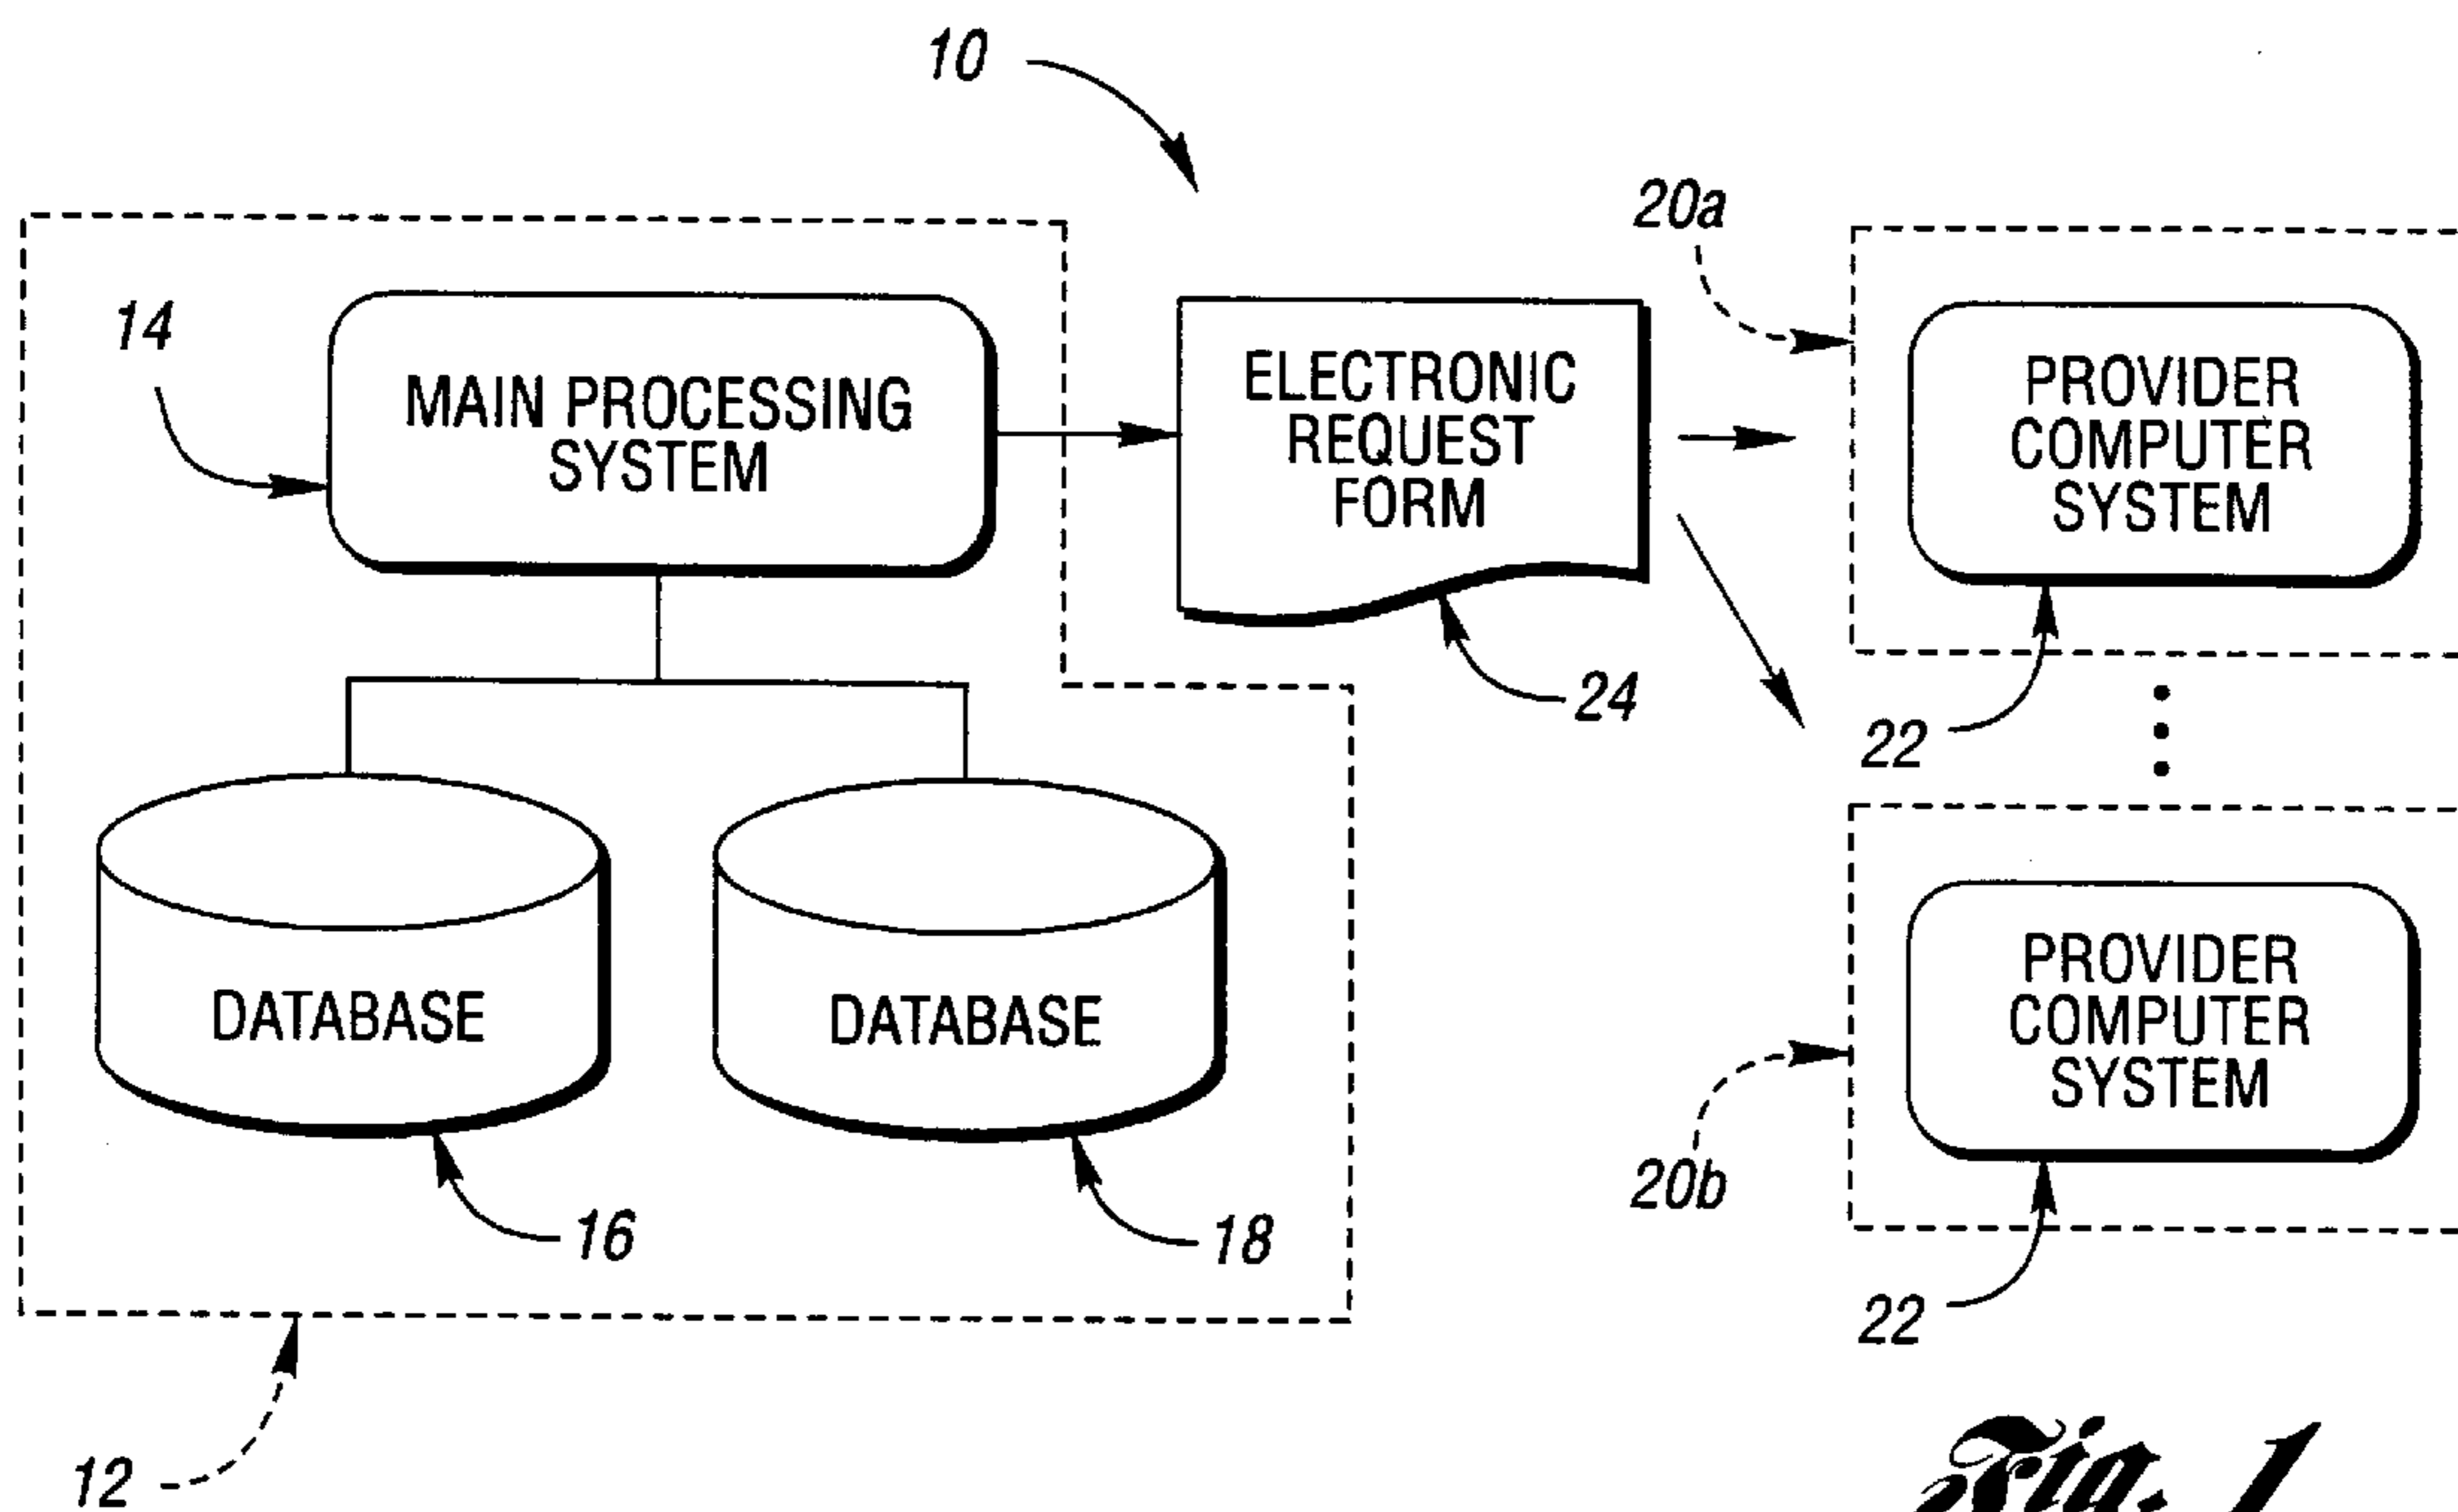 10
20a
14
MAIN PROCESSING
SYSTEM
ELECTRONIC
REQUEST
FORM
PROVIDER
COMPUTER
SYSTEM
24
22
DATABASE
DATABASE
PROVIDER
COMPUTER
SYSTEM
20b
16
18
22
12
Fig. 1